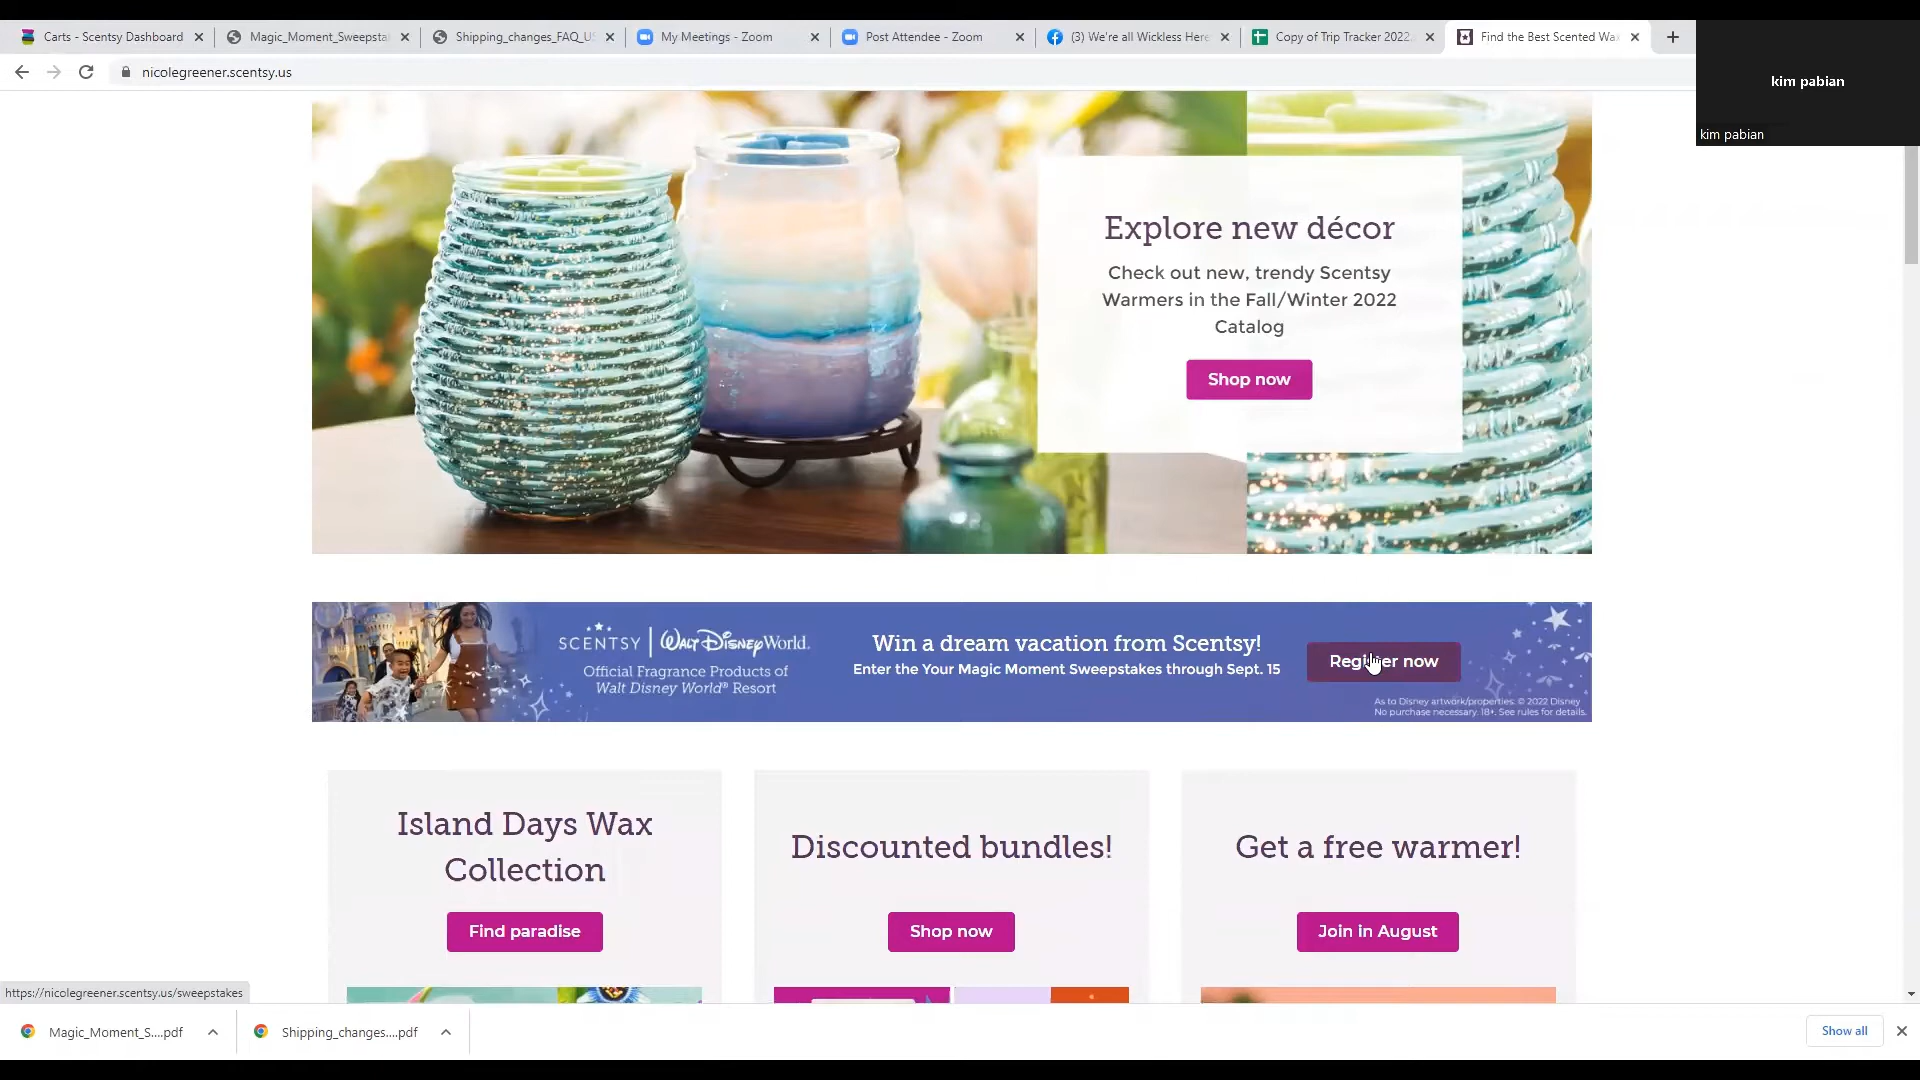 Carts - Scentsy Dashboard
Magic_Moment_Sweepsta
Shipping_changes_FAQ_US
My Meetings - Zoom
Post Attendee - Zoom
(3) We're all Wickless Here
Copy of Trip Tracker 2022.
Find the Best Scented Wa
nicolegreener.scentsy.us
kim pabian
kim pabian
Explore new décor
Check out new, trendy Scentsy
Warmers in the Fall/Winter 2022
Catalog
Shop now
SCENTSY | Walt Disney World.
Official Fragrance Products of
Walt Disney World® Resort
Win a dream vacation from Scentsy!
Enter the Your Magic Moment Sweepstakes through Sept. 15
Register now
As to Disney artwork/properties: © 2022 Disney
No purchase necessary. 18+. See rules for details.
Island Days Wax
Collection
Find paradise
Discounted bundles!
Shop now
Get a free warmer!
Join in August
https://nicolegreener.scentsy.us/sweepstakes
Magic_Moment_S....pdf
Shipping_changes....pdf
Show all